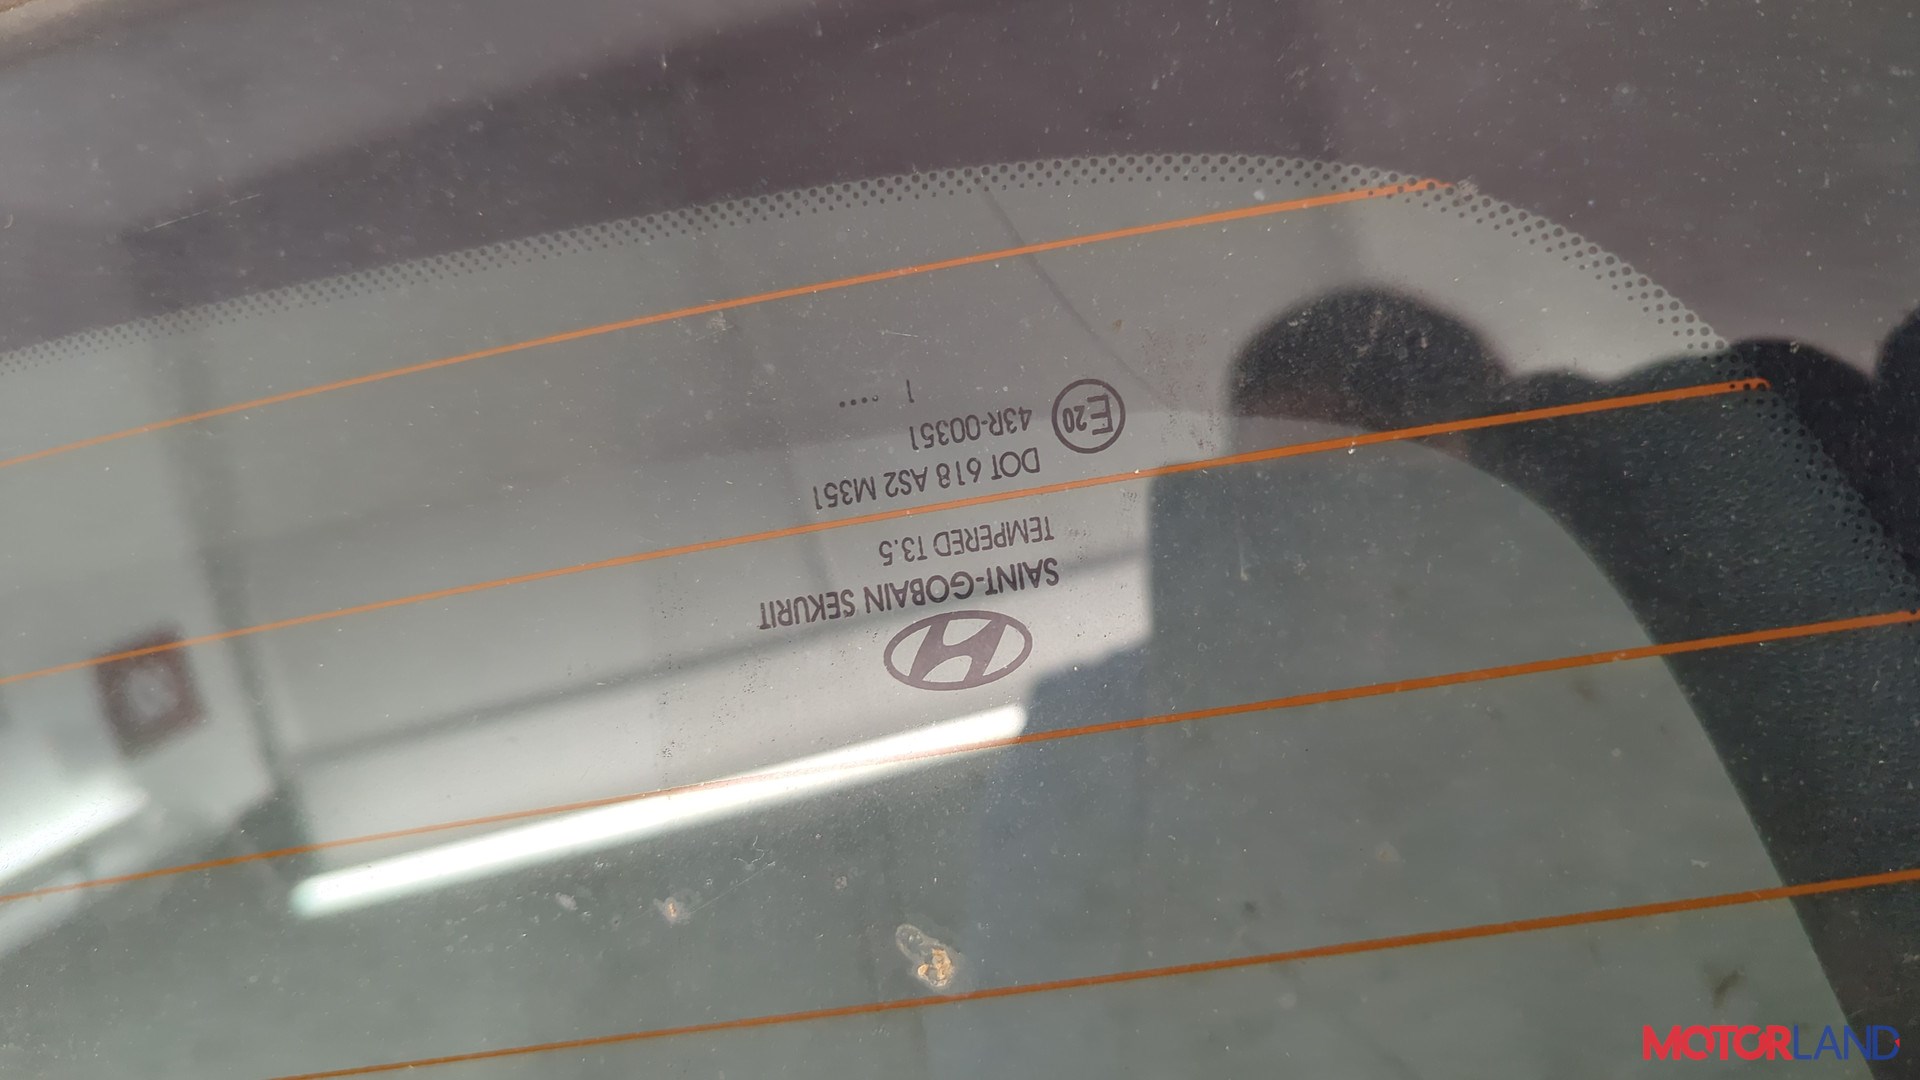 SAINT-GOBAIN SEKURIT
TEMPERED T3.5
DOT 618 AS2 M351
E20
43R-00351
.... 1
MOTORLAND